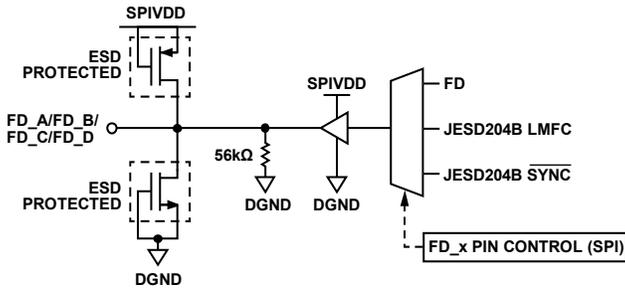 SPIVDD
ESD
PROTECTED
SPIVDD
FD
FD_A/FD_B/
FD_C/FD_D
JESD204B LMFC
56kΩ
ESD
PROTECTED
JESD204B SYNC
DGND
DGND
FD_x PIN CONTROL (SPI)
DGND